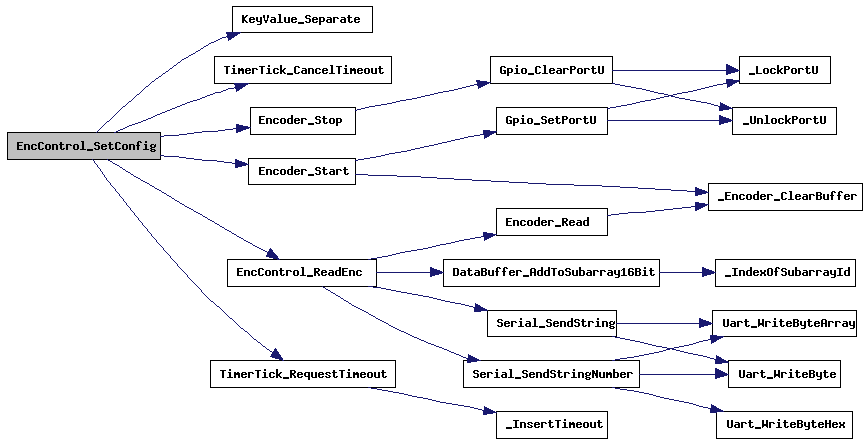 KeyValue_Separate
TimerTick_CancelTimeout
Gpio_ClearPortU
_LockPortU
Encoder_Stop
Gpio_SetPortU
_UnlockPortU
EncControl_SetConfig
Encoder_Start
_Encoder_ClearBuffer
Encoder_Read
EncControl_ReadEnc
DataBuffer_AddToSubarray16Bit
_IndexOfSubarrayId
Serial_SendString
Uart_WriteByteArray
TimerTick_RequestTimeout
Serial_SendStringNumber
Uart_WriteByte
_InsertTimeout
Uart_WriteByteHex